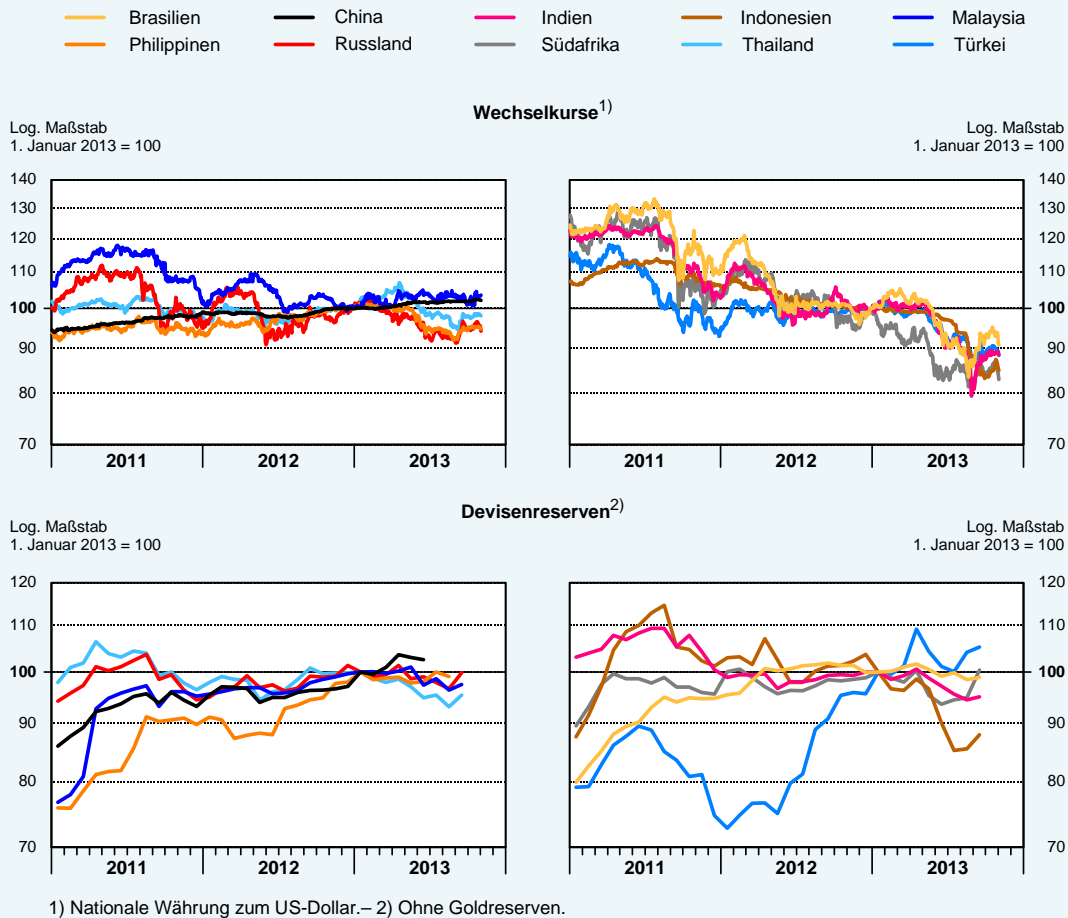 Brasilien China Indien Indonesien Malaysia
Philippinen Russland Südafrika Thailand Türkei
Wechselkurse1)
Log. Maßstab
1. Januar 2013 = 100
Log. Maßstab
1. Januar 2013 = 100
140
130
120
110
100
90
80
70
2011 2012 2013
140
130
120
110
100
90
80
70
2011 2012 2013
Devisenreserven2)
Log. Maßstab
1. Januar 2013 = 100
Log. Maßstab
1. Januar 2013 = 100
120
110
100
90
80
70
2011 2012 2013
120
110
100
90
80
70
2011 2012 2013
1) Nationale Währung zum US-Dollar.– 2) Ohne Goldreserven.